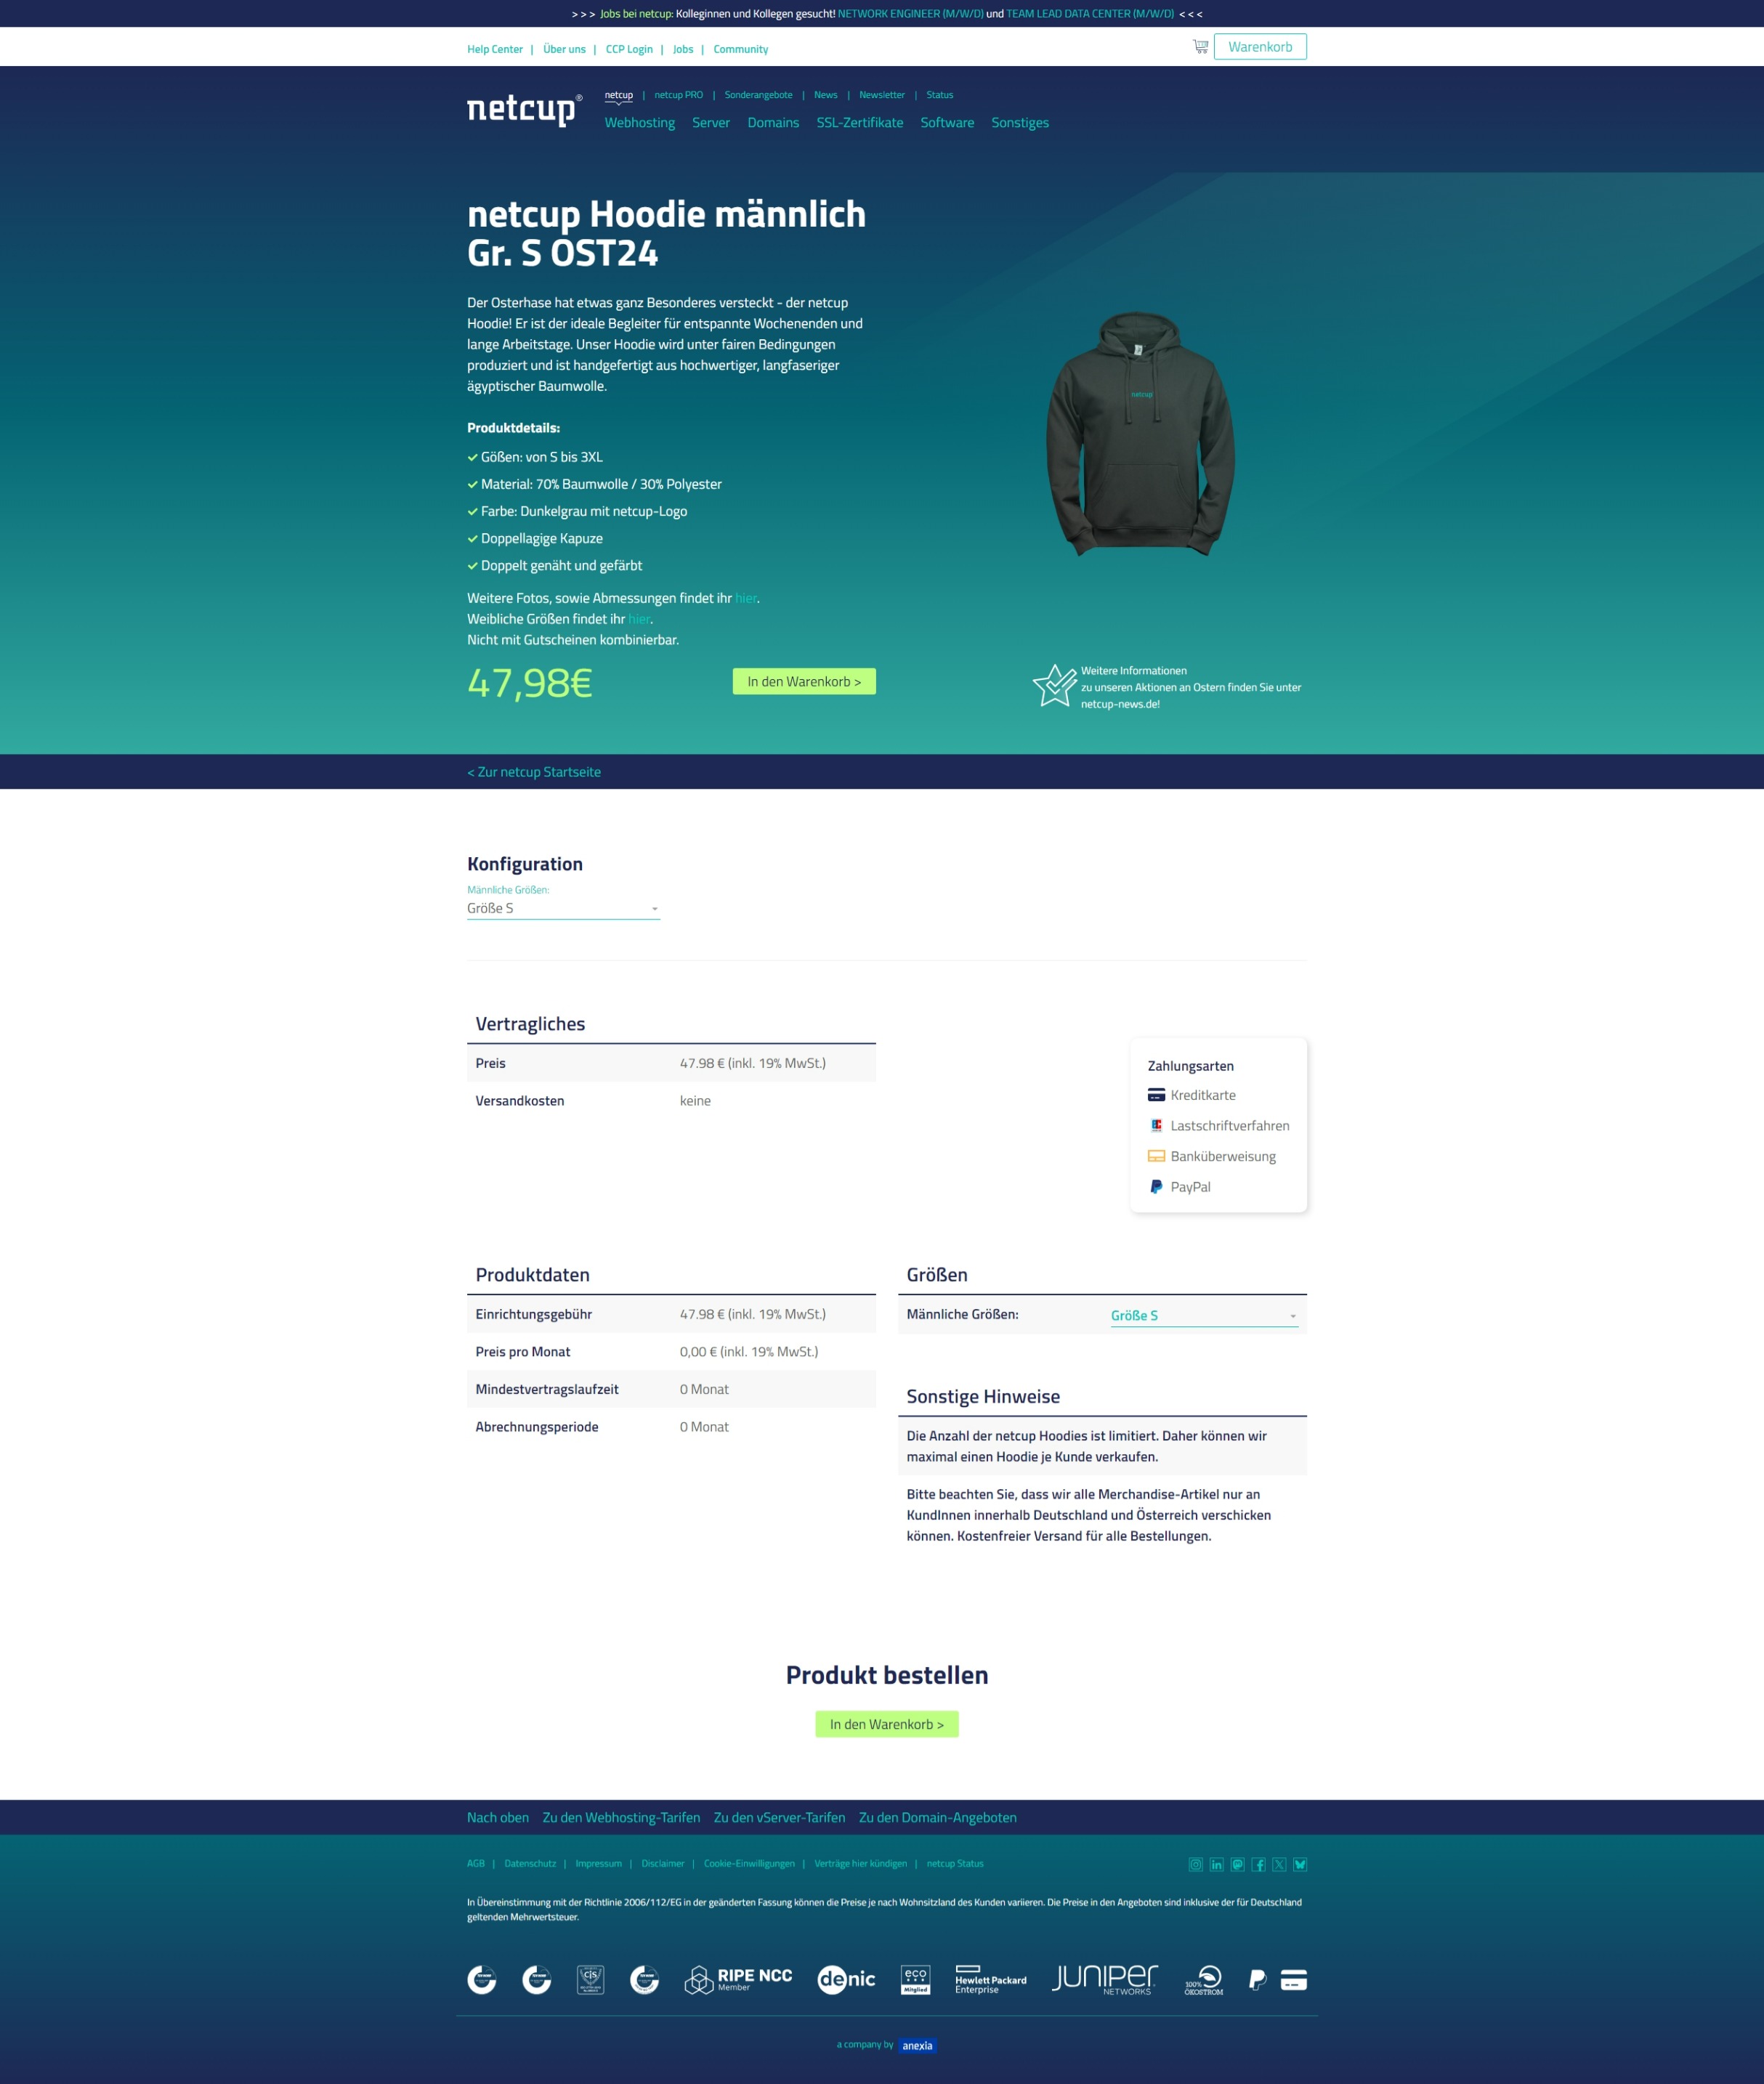 > > > Jobs bei netcup: Kolleginnen und Kollegen gesucht! NETWORK ENGINEER (M/W/D) und TEAM LEAD DATA CENTER (M/W/D) < < <
Help Center | Über uns | CCP Login | Jobs | Community
Warenkorb
netcup®
netcup | netcup PRO | Sonderangebote | News | Newsletter | Status
Webhosting Server Domains SSL-Zertifikate Software Sonstiges
netcup Hoodie männlich
Gr. S OST24
Der Osterhase hat etwas ganz Besonderes versteckt - der netcup
Hoodie! Er ist der ideale Begleiter für entspannte Wochenenden und
lange Arbeitstage. Unser Hoodie wird unter fairen Bedingungen
produziert und ist handgefertigt aus hochwertiger, langfaseriger
ägyptischer Baumwolle.
Produktdetails:
Gößen: von S bis 3XL
Material: 70% Baumwolle / 30% Polyester
Farbe: Dunkelgrau mit netcup-Logo
Doppellagige Kapuze
Doppelt genäht und gefärbt
Weitere Fotos, sowie Abmessungen findet ihr hier.
Weibliche Größen findet ihr hier.
Nicht mit Gutscheinen kombinierbar.
netcup
47,98€
In den Warenkorb >
Weitere Informationen
zu unseren Aktionen an Ostern finden Sie unter
netcup-news.de!
< Zur netcup Startseite
Konfiguration
Männliche Größen:
Größe S
Vertragliches
Preis 47.98 € (inkl. 19% MwSt.)
Versandkosten keine
Zahlungsarten
Kreditkarte
Lastschriftverfahren
Banküberweisung
PayPal
Produktdaten
Einrichtungsgebühr 47.98 € (inkl. 19% MwSt.)
Preis pro Monat 0,00 € (inkl. 19% MwSt.)
Mindestvertragslaufzeit 0 Monat
Abrechnungsperiode 0 Monat
Größen
Männliche Größen: Größe S
Sonstige Hinweise
Die Anzahl der netcup Hoodies ist limitiert. Daher können wir
maximal einen Hoodie je Kunde verkaufen.
Bitte beachten Sie, dass wir alle Merchandise-Artikel nur an
KundInnen innerhalb Deutschland und Österreich verschicken
können. Kostenfreier Versand für alle Bestellungen.
Produkt bestellen
In den Warenkorb >
Nach oben Zu den Webhosting-Tarifen Zu den vServer-Tarifen Zu den Domain-Angeboten
AGB | Datenschutz | Impressum | Disclaimer | Cookie-Einwilligungen | Verträge hier kündigen | netcup Status
In Übereinstimmung mit der Richtlinie 2006/112/EG in der geänderten Fassung können die Preise je nach Wohnsitzland des Kunden variieren. Die Preise in den Angeboten sind inklusive der für Deutschland
geltenden Mehrwertsteuer.
cjs
RIPE NCC
Member
denic
eco
Mitglied
Hewlett Packard
Enterprise
JUNIPEr
NETWORKS
100%
ÖKOSTROM
a company by anexia